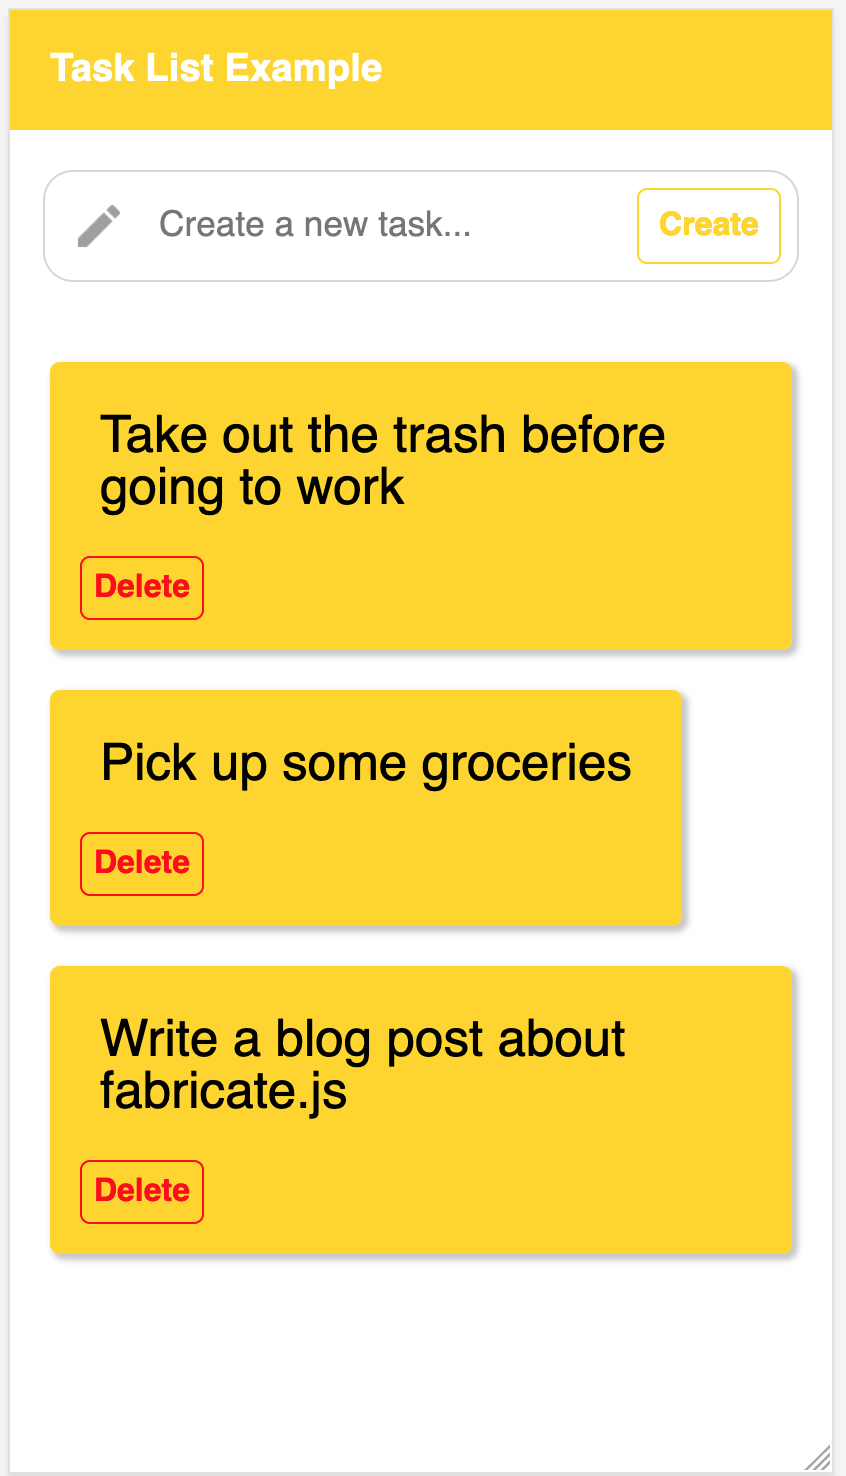 Task List Example
Create a new task...
Create
Take out the trash before
going to work
Delete
Pick up some groceries
Delete
Write a blog post about
fabricate.js
Delete